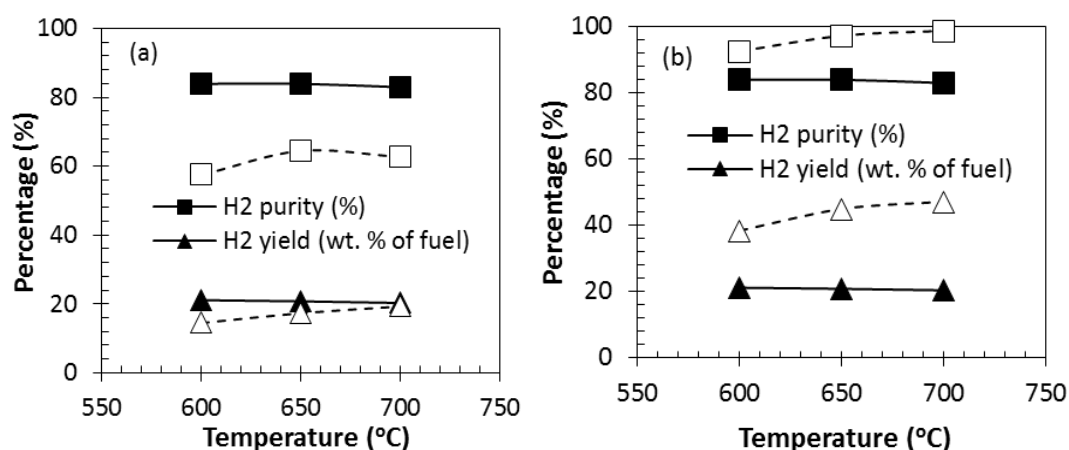 (a)
Percentage (%)
100
80
60
40
20
0
H2 purity (%)
H2 yield (wt. % of fuel)
550 600 650 700 750
Temperature (°C)
(b)
Percentage (%)
100
80
60
40
20
0
H2 purity (%)
H2 yield (wt. % of fuel)
550 600 650 700 750
Temperature (°C)